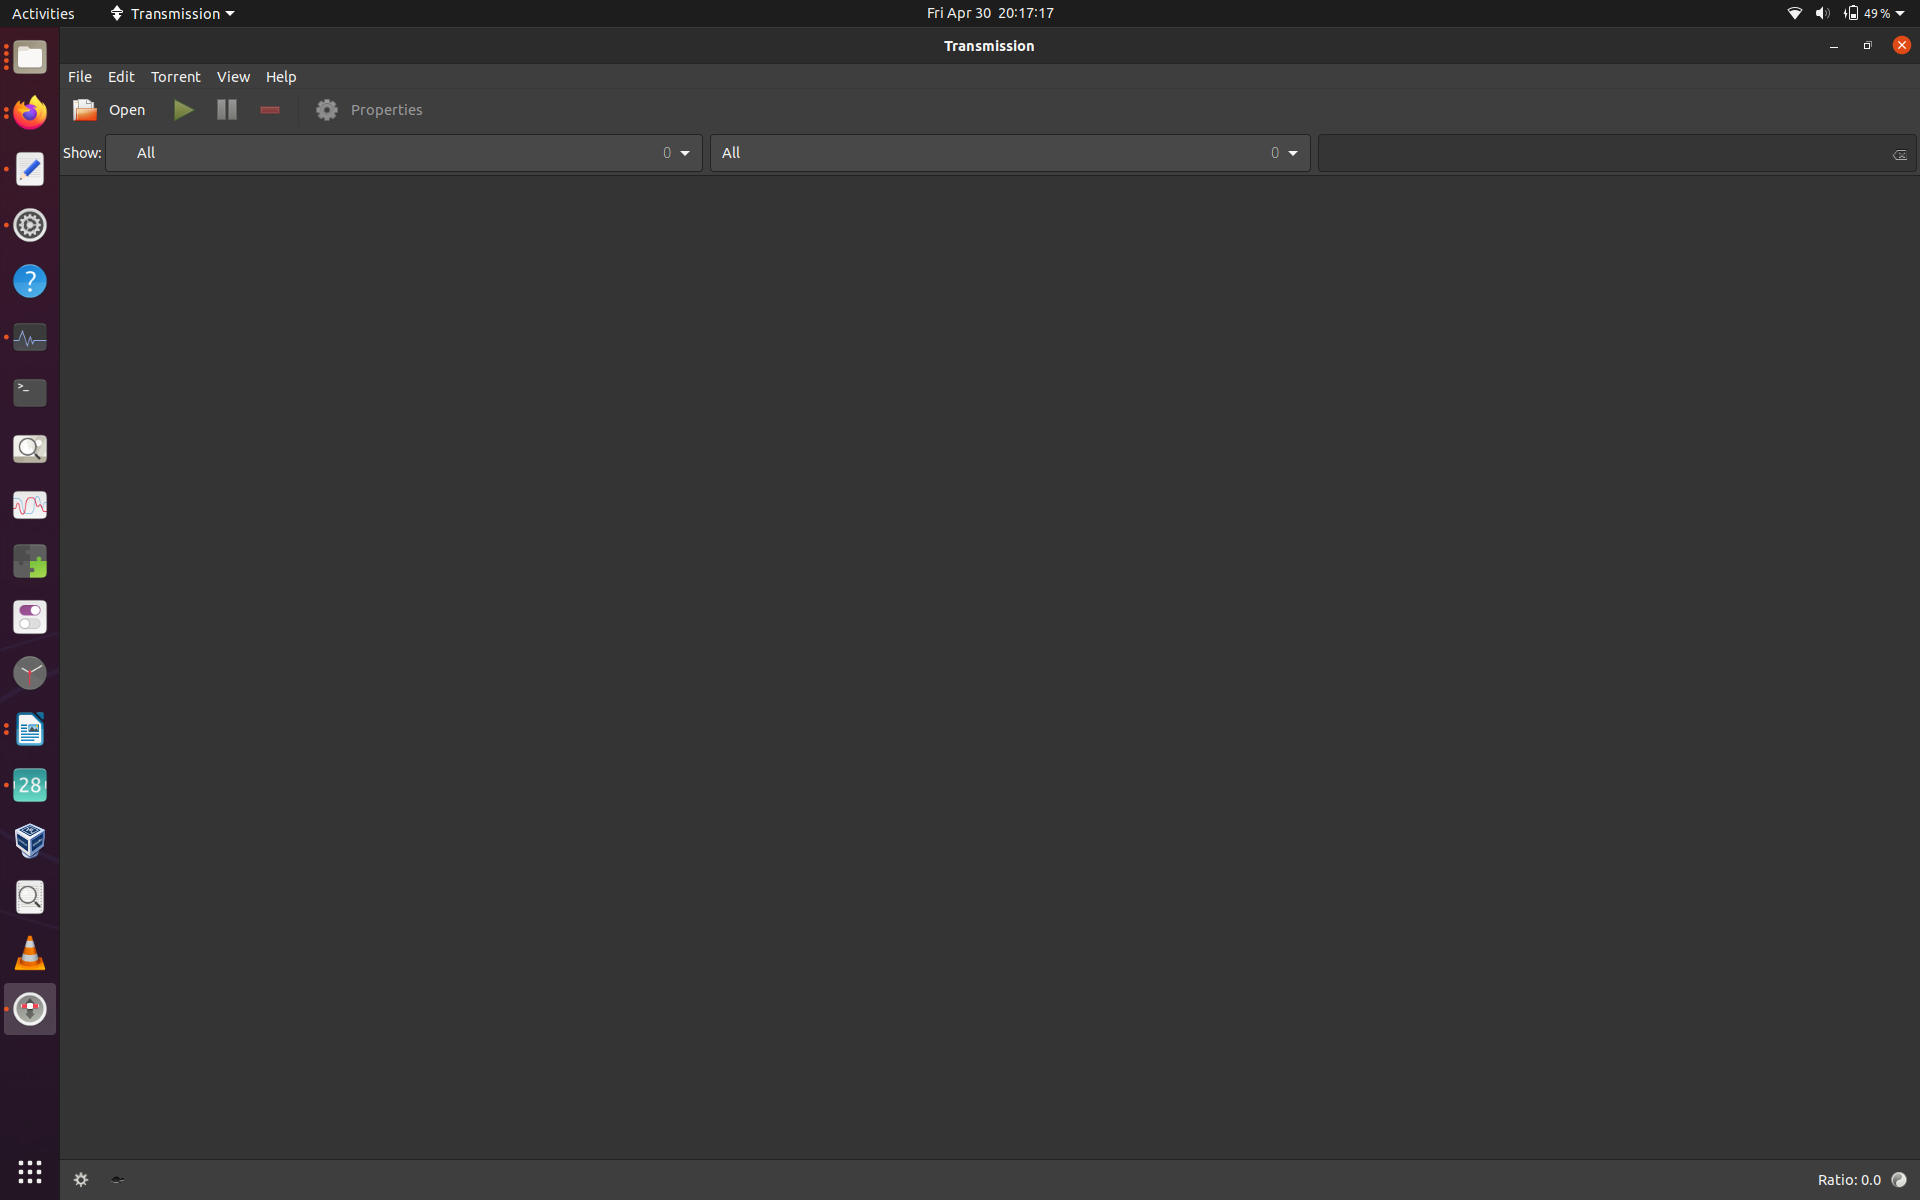 Activities Transmission Fri Apr 30 20:17:17 49 %
Transmission
File Edit Torrent View Help
Open Properties
Show: All 0 All 0
>_
28
Ratio: 0.0